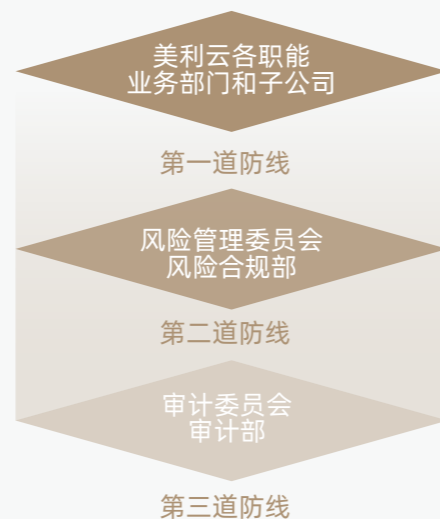 美利云各职能
业务部门和子公司
第一道防线
风险管理委员会
风险合规部
第二道防线
审计委员会
审计部
第三道防线